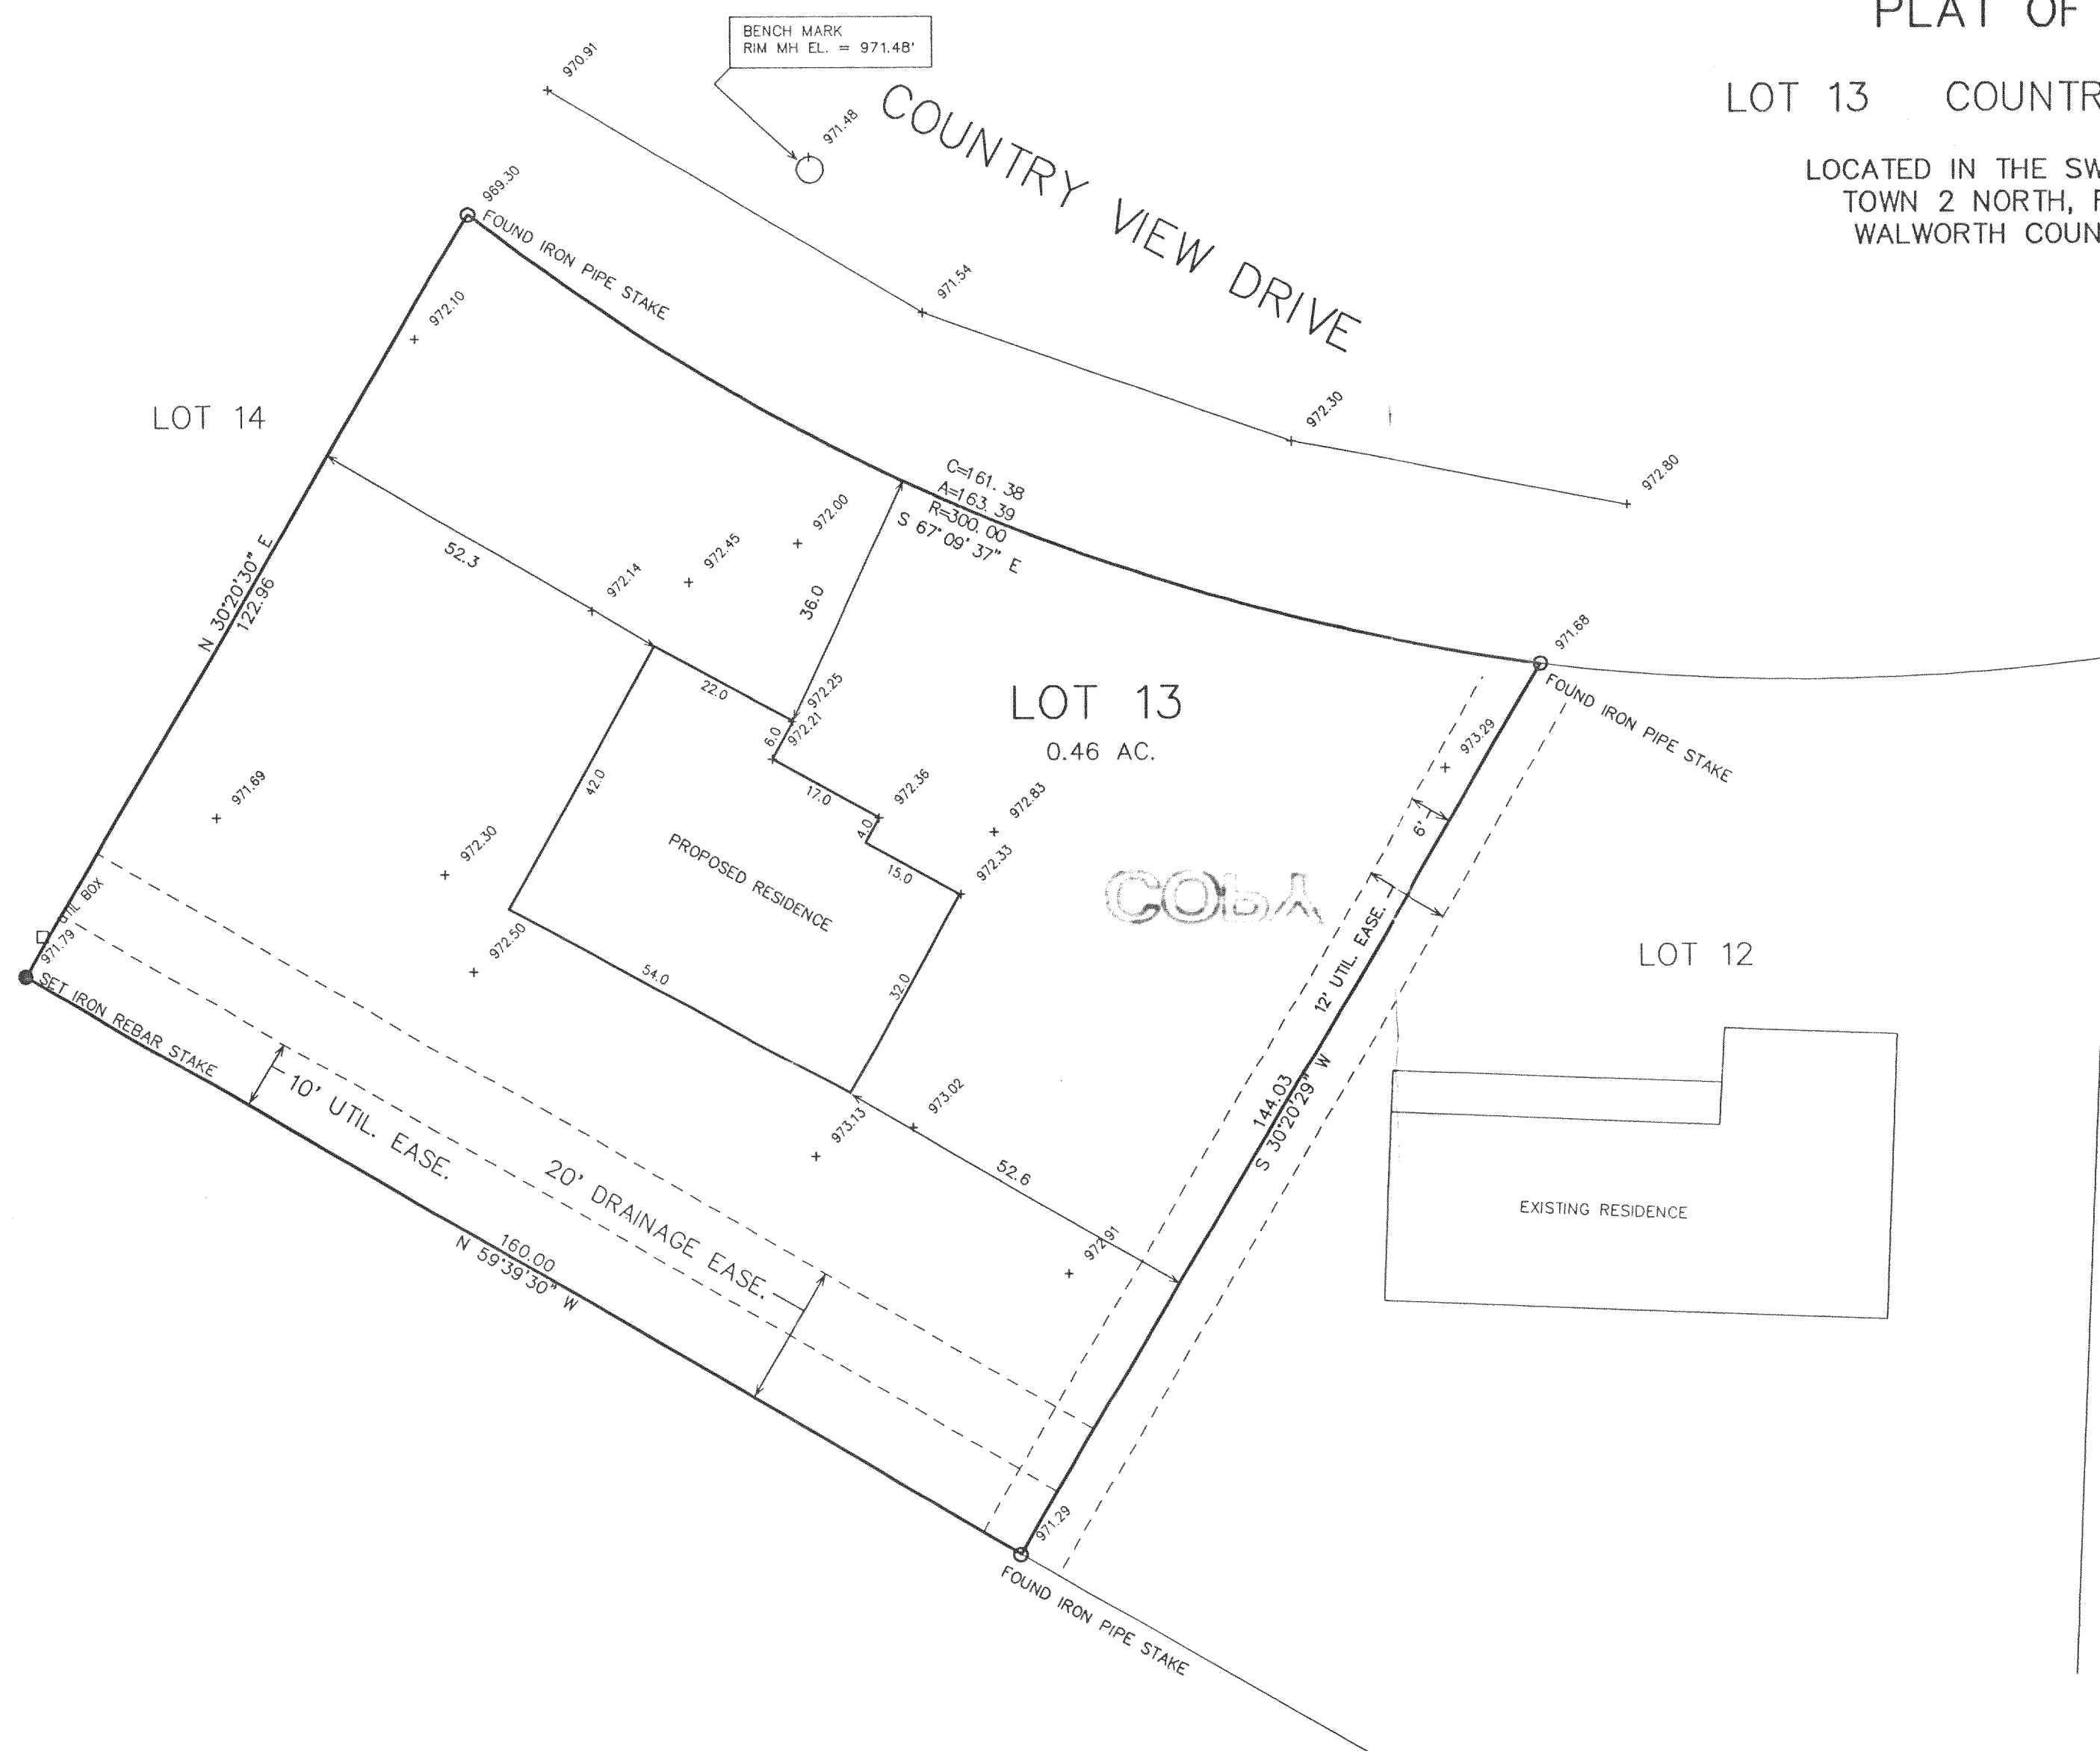 PLAT OF
LOT 13 COUNTR
LOCATED IN THE SW
TOWN 2 NORTH,
WALWORTH COUN
BENCH MARK
RIM MH EL. = 971.48'
970.91
971.48
COUNTRY VIEW DRIVE
969.30
FOUND IRON PIPE STAKE
971.54
972.10
972.30
LOT 14
972.80
C=161.38
A=163.39
R=300.00
S 67°09'37" E
972.00
972.45
52.3
972.14
36.0
N 30°20'30" E
122.96
971.68
FOUND IRON PIPE STAKE
22.0
972.25
972.21
6.0
LOT 13
0.46 AC.
973.29
971.69
42.0
17.0
972.36
972.83
4.0
6'
972.30
PROPOSED RESIDENCE
15.0
972.33
COPY
UTIL BOX
971.79
SET IRON REBAR STAKE
972.50
54.0
32.0
12' UTIL. EASE.
LOT 12
10' UTIL. EASE.
973.13
973.02
144.03
S 30°20'29" W
20' DRAINAGE EASE.
52.6
EXISTING RESIDENCE
160.00
N 59°39'30" W
972.91
971.29
FOUND IRON PIPE STAKE